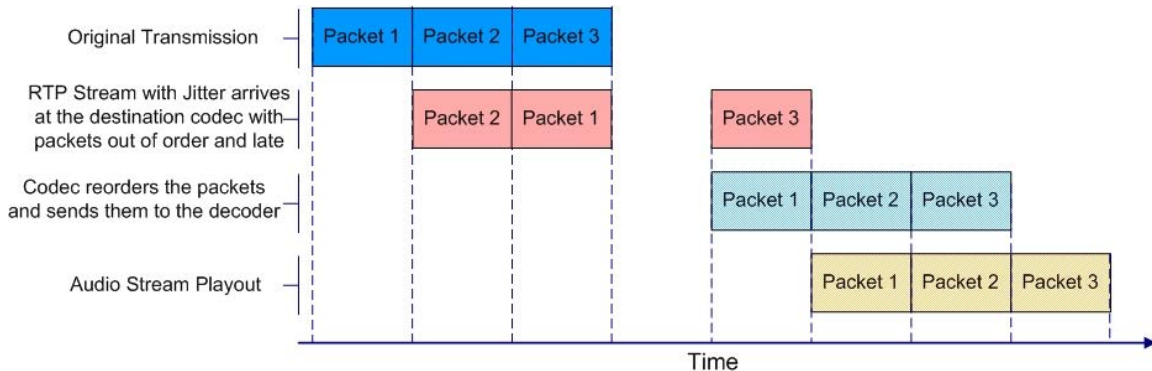 Original Transmission
Packet 1 Packet 2 Packet 3
RTP Stream with Jitter arrives
at the destination codec with
packets out of order and late
Packet 2 Packet 1 Packet 3
Codec reorders the packets
and sends them to the decoder
Packet 1 Packet 2 Packet 3
Audio Stream Playout
Packet 1 Packet 2 Packet 3
Time